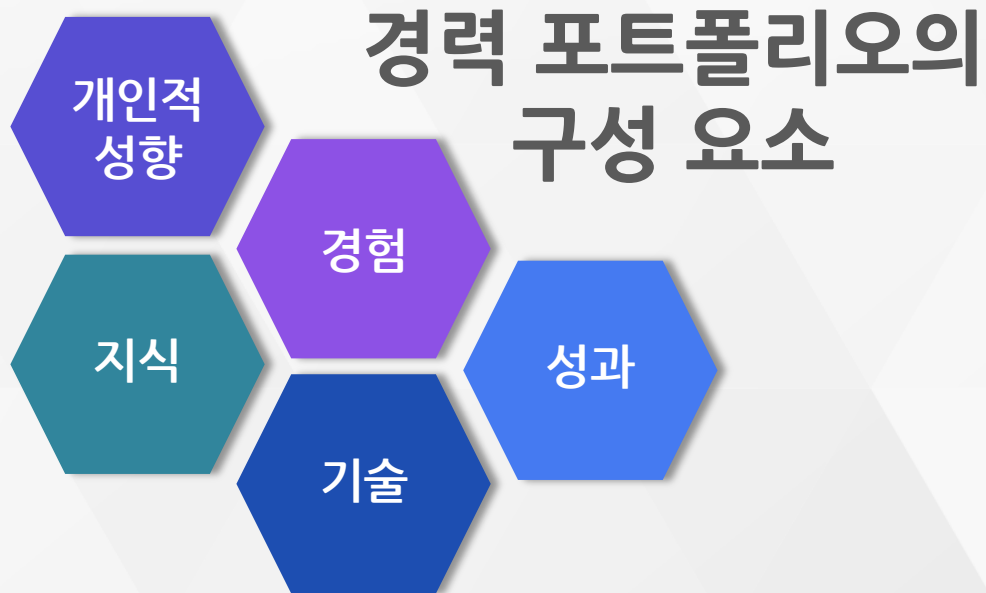 경력 포트폴리오의
구성 요소
개인적
성향
경험
지식
성과
기술